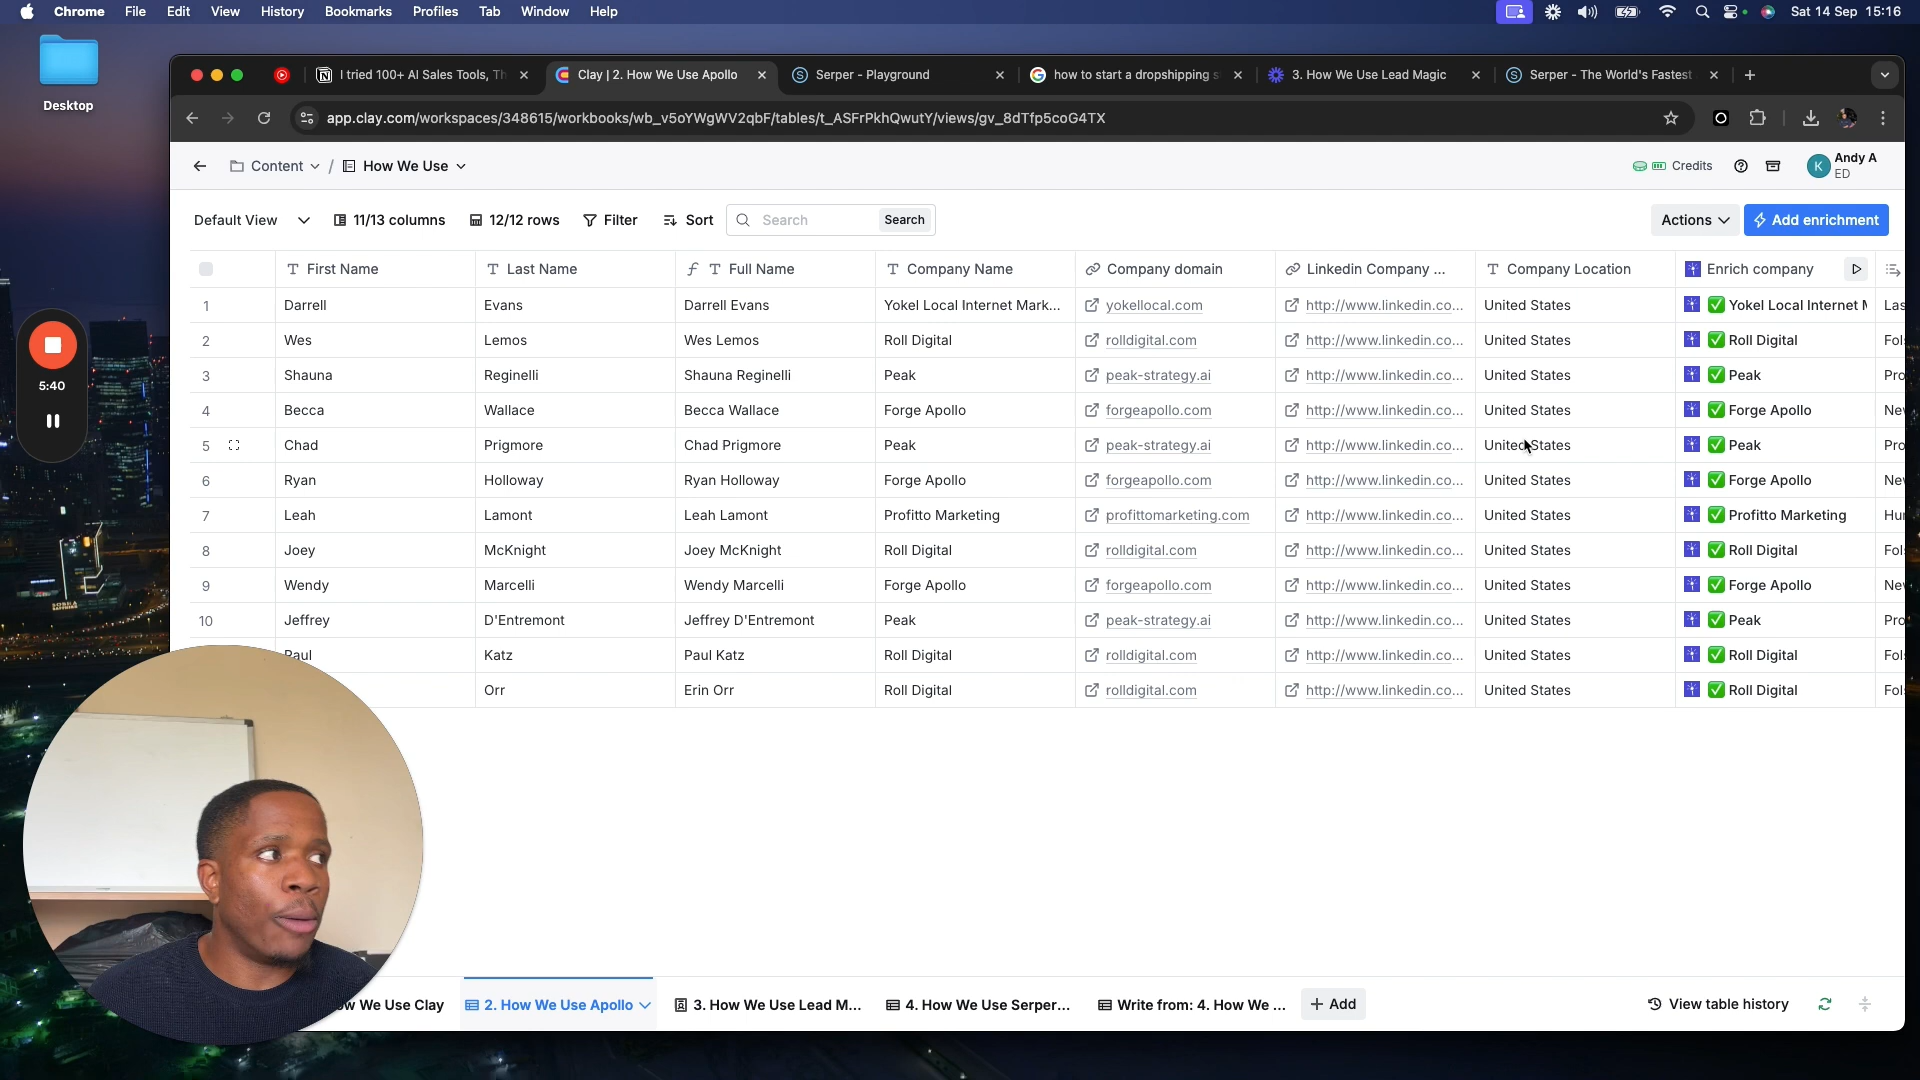 Chrome File Edit View History Bookmarks Profiles Tab Window Help Sat 14 Sep 15:16
Desktop
I tried 100+ AI Sales Tools, Th
Clay | 2. How We Use Apollo
Serper - Playground
how to start a dropshipping s
3. How We Use Lead Magic
Serper - The World's Fastest
app.clay.com/workspaces/348615/workbooks/wb_v5oYWgWV2qbF/tables/t_ASFrPkhQwutY/views/gv_8dTfp5coG4TX
Content / How We Use
Credits
K Andy A
ED
Default View 11/13 columns 12/12 rows Filter Sort Search Search Actions Add enrichment
First Name Last Name Full Name Company Name Company domain Linkedin Company ... Company Location Enrich company
1 Darrell Evans Darrell Evans Yokel Local Internet Mark... yokellocal.com http://www.linkedin.co... United States Yokel Local Internet Las
2 Wes Lemos Wes Lemos Roll Digital rolldigital.com http://www.linkedin.co... United States Roll Digital Fol
3 Shauna Reginelli Shauna Reginelli Peak peak-strategy.ai http://www.linkedin.co... United States Peak Pro
4 Becca Wallace Becca Wallace Forge Apollo forgeapollo.com http://www.linkedin.co... United States Forge Apollo Nev
5 Chad Prigmore Chad Prigmore Peak peak-strategy.ai http://www.linkedin.co... United States Peak Pro
6 Ryan Holloway Ryan Holloway Forge Apollo forgeapollo.com http://www.linkedin.co... United States Forge Apollo Nev
7 Leah Lamont Leah Lamont Profitto Marketing profittomarketing.com http://www.linkedin.co... United States Profitto Marketing Hun
8 Joey McKnight Joey McKnight Roll Digital rolldigital.com http://www.linkedin.co... United States Roll Digital Fol
9 Wendy Marcelli Wendy Marcelli Forge Apollo forgeapollo.com http://www.linkedin.co... United States Forge Apollo Nev
10 Jeffrey D'Entremont Jeffrey D'Entremont Peak peak-strategy.ai http://www.linkedin.co... United States Peak Pro
Paul Katz Paul Katz Roll Digital rolldigital.com http://www.linkedin.co... United States Roll Digital Fol
Orr Erin Orr Roll Digital rolldigital.com http://www.linkedin.co... United States Roll Digital Fol
5:40
ow We Use Clay 2. How We Use Apollo 3. How We Use Lead M... 4. How We Use Serper... Write from: 4. How We ... + Add View table history